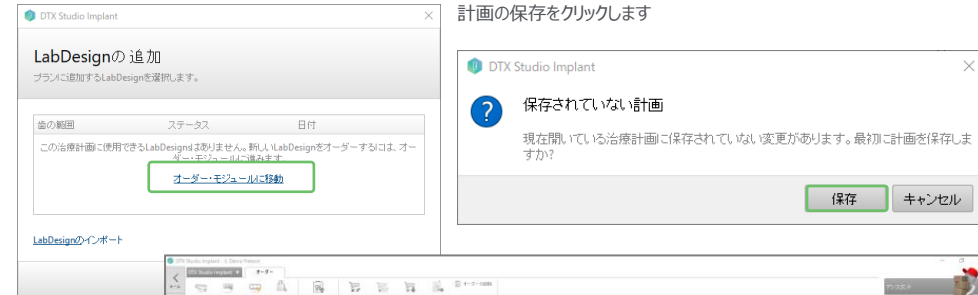 DTX Studio Implant
LabDesignの 追加
プランに追加するLabDesignを選択します。
歯の範囲 ステータス 日付
この治療計画に使用できるLabDesignsはありません。新しいLabDesignをオーダーするには、オー
ダー・モジュールに進みます
オーダー・モジュールに移動
LabDesignのインポート
計画の保存をクリックします
DTX Studio Implant
保存されていない計画
現在開いている治療計画に保存されていない変更があります。最初に計画を保存しま
すか?
保存 キャンセル
DTX Studio Implant
オーダー